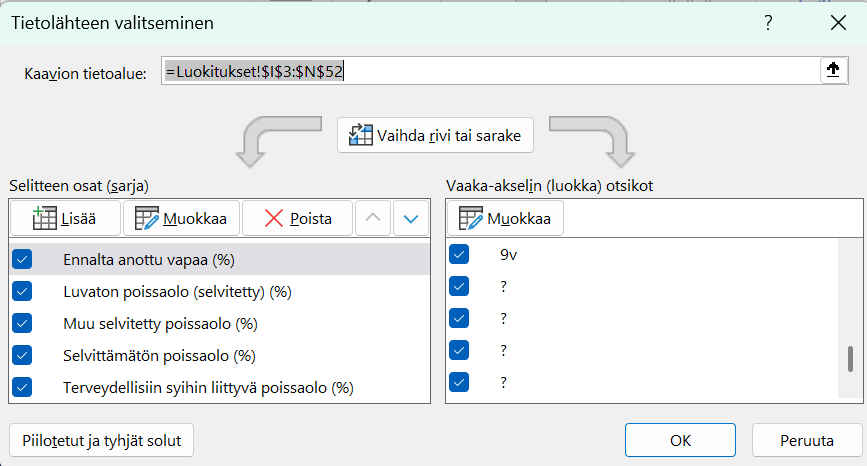 Tietolähteen valitseminen ?
Kaavion tietoalue: =Luokitukset!$I$3:$N$52
Vaihda rivi tai sarake
Selitteen osat (sarja)
Lisää Muokkaa Poista
Ennalta anottu vapaa (%)
Luvaton poissaolo (selvitetty) (%)
Muu selvitetty poissaolo (%)
Selvittämätön poissaolo (%)
Terveydellisiin syihin liittyvä poissaolo (%)
Vaaka-akselin (luokka) otsikot
Muokkaa
9v
?
?
?
?
Piilotetut ja tyhjät solut
OK Peruuta